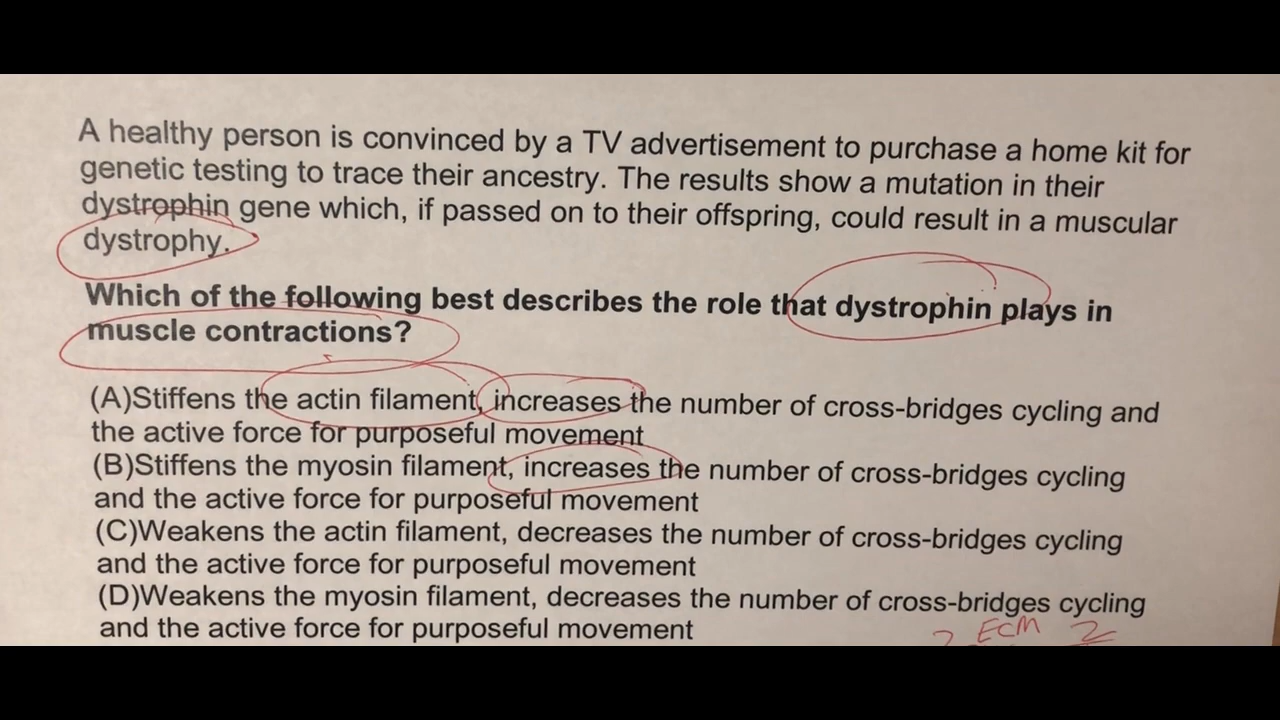 A healthy person is convinced by a TV advertisement to purchase a home kit for
genetic testing to trace their ancestry. The results show a mutation in their
dystrophin gene which, if passed on to their offspring, could result in a muscular
dystrophy.
Which of the following best describes the role that dystrophin plays in
muscle contractions?
(A)Stiffens the actin filament, increases the number of cross-bridges cycling and
the active force for purposeful movement
(B)Stiffens the myosin filament, increases the number of cross-bridges cycling
and the active force for purposeful movement
(C)Weakens the actin filament, decreases the number of cross-bridges cycling
and the active force for purposeful movement
(D)Weakens the myosin filament, decreases the number of cross-bridges cycling
and the active force for purposeful movement
ECM